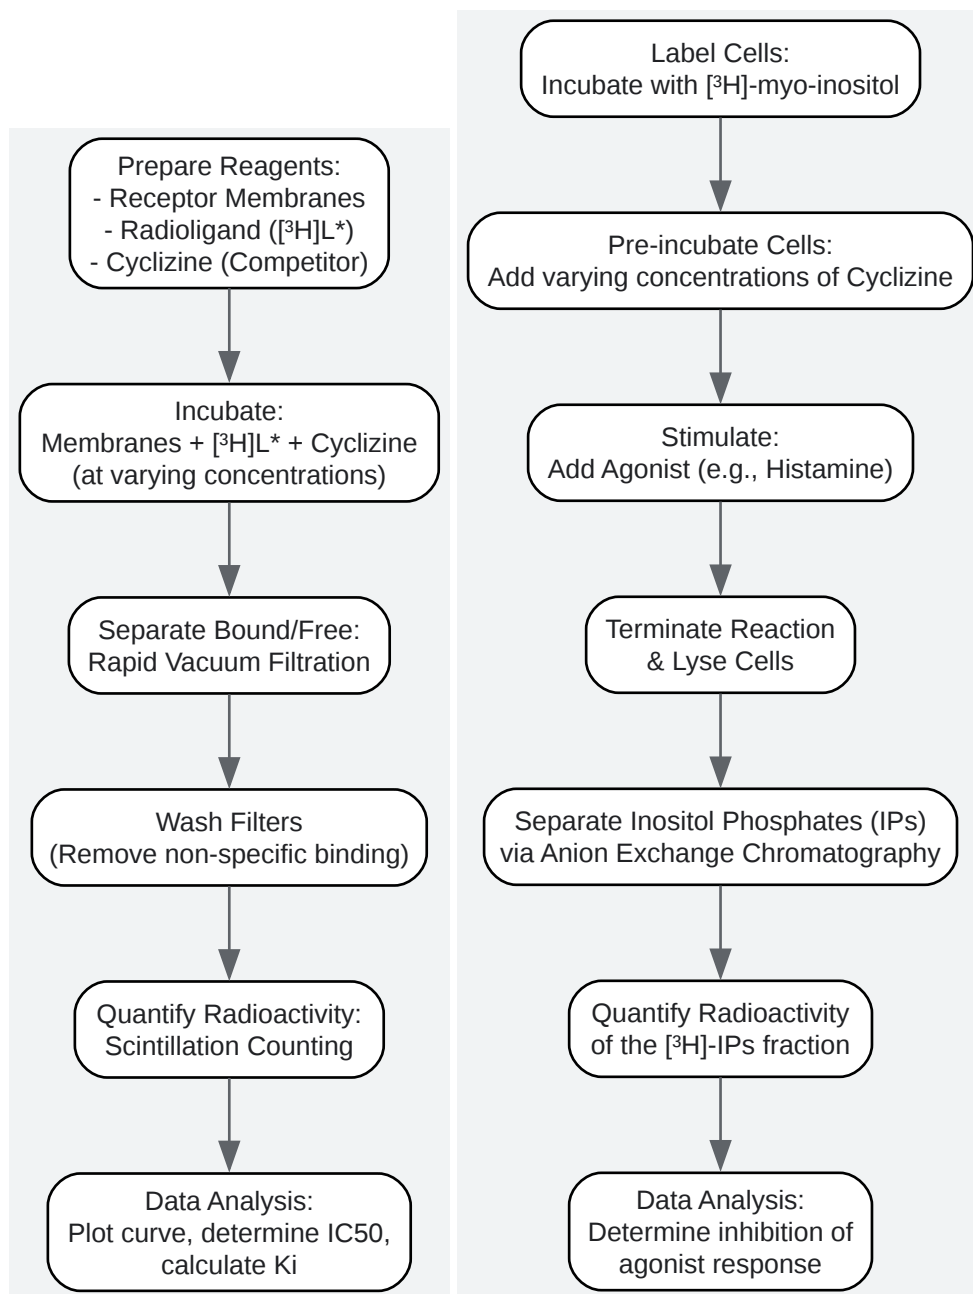 Prepare Reagents:
- Receptor Membranes
- Radioligand ([³H]L*)
- Cyclizine (Competitor)
Incubate:
Membranes + [³H]L* + Cyclizine
(at varying concentrations)
Separate Bound/Free:
Rapid Vacuum Filtration
Wash Filters
(Remove non-specific binding)
Quantify Radioactivity:
Scintillation Counting
Data Analysis:
Plot curve, determine IC50,
calculate Ki
Label Cells:
Incubate with [³H]-myo-inositol
Pre-incubate Cells:
Add varying concentrations of Cyclizine
Stimulate:
Add Agonist (e.g., Histamine)
Terminate Reaction
& Lyse Cells
Separate Inositol Phosphates (IPs)
via Anion Exchange Chromatography
Quantify Radioactivity
of the [³H]-IPs fraction
Data Analysis:
Determine inhibition of
agonist response